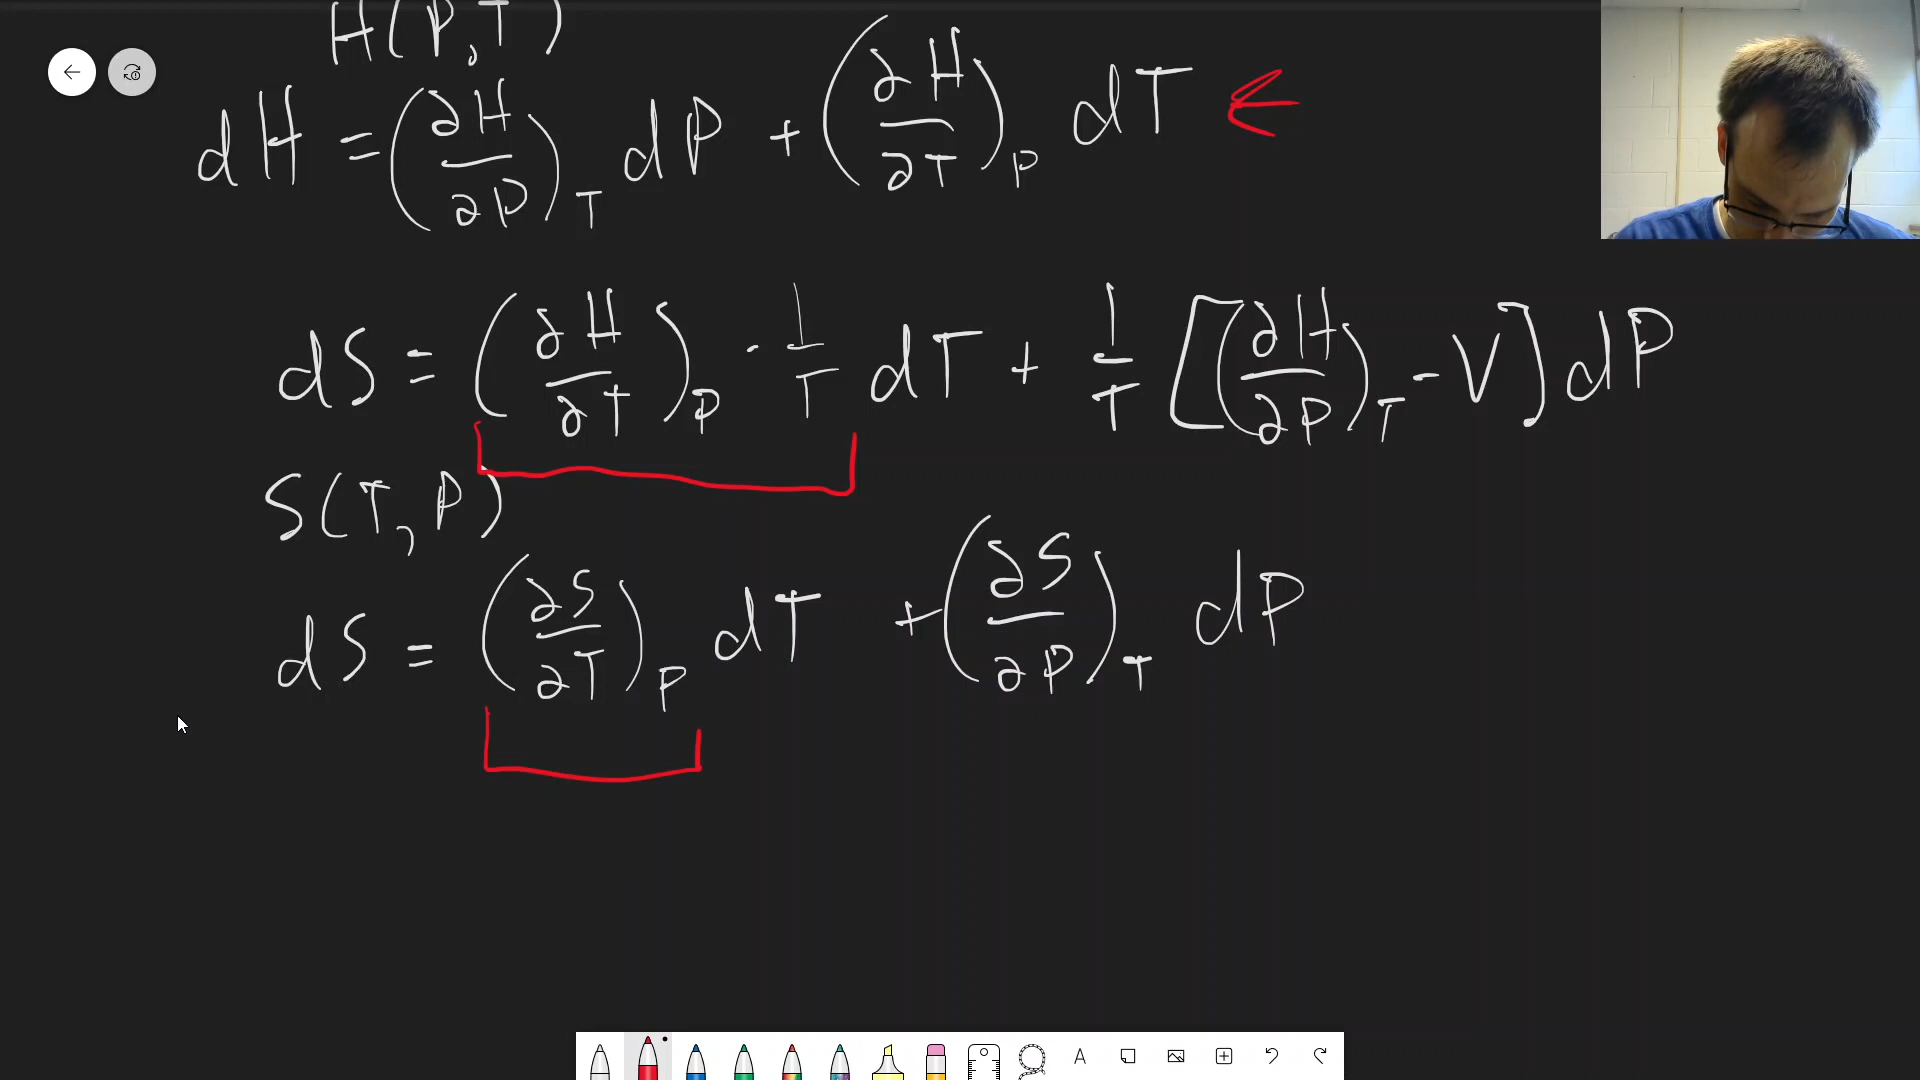 H(P,T)
dH = (∂H/∂P)_T dP + (∂H/∂T)_P dT ←
dS = (∂H/∂T)_P · 1/T dT + 1/T [(∂H/∂P)_T - V] dP
S(T,P)
dS = (∂S/∂T)_P dT + (∂S/∂P)_T dP
A